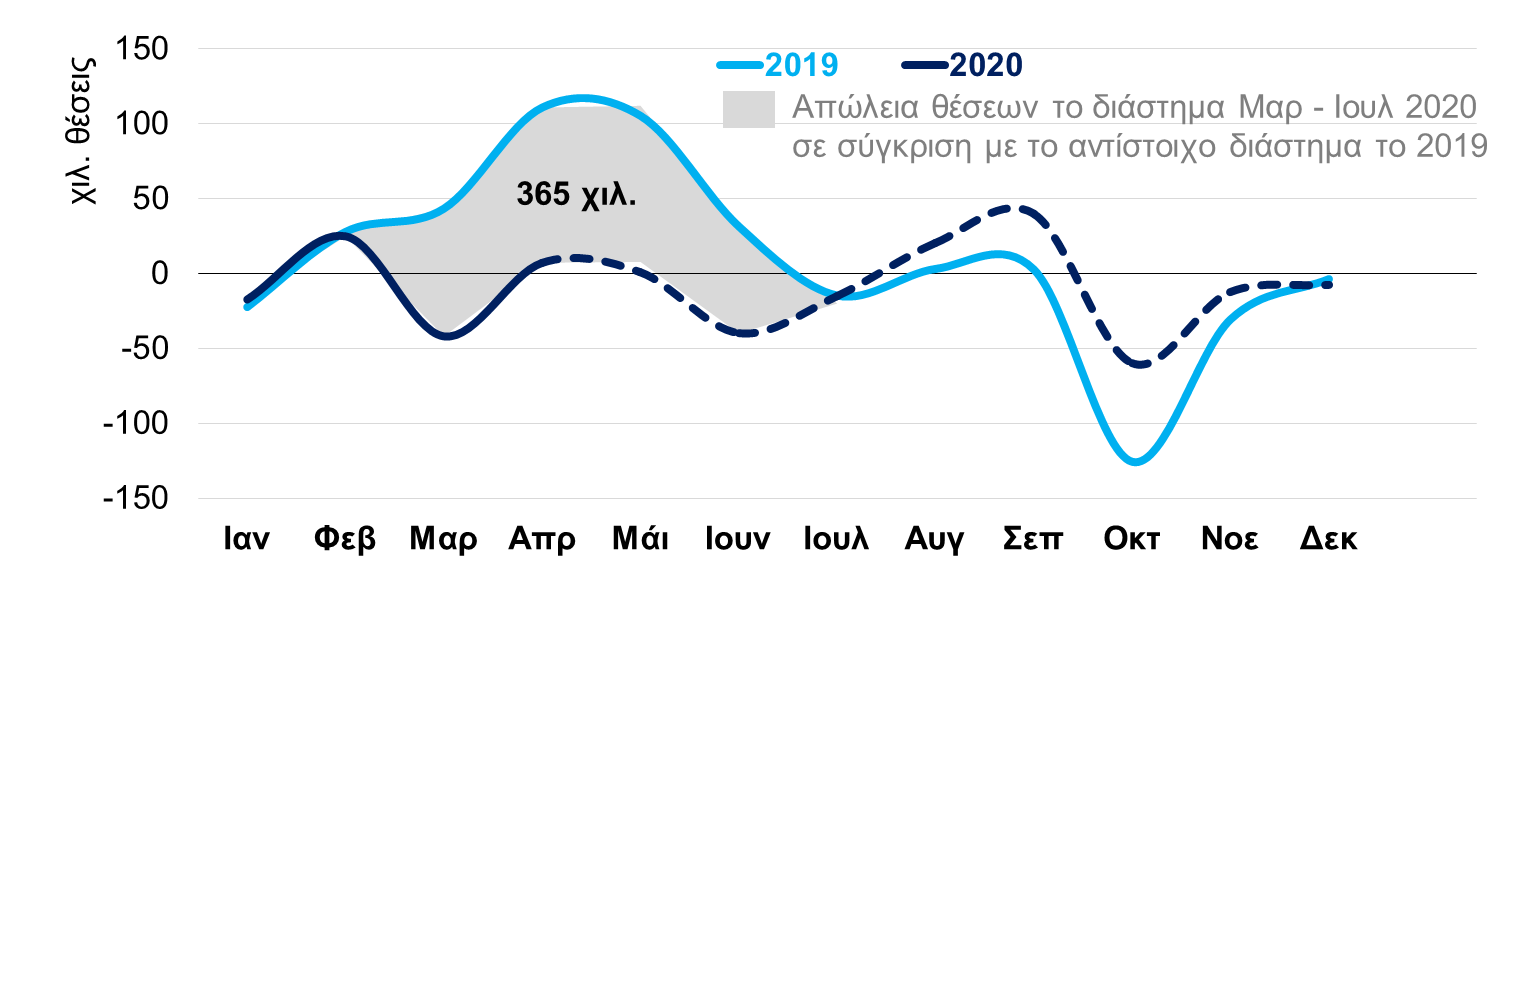 χιλ. θέσεις
150
100
50
0
-50
-100
-150
2019 2020
Απώλεια θέσεων το διάστημα Μαρ - Ιουλ 2020
σε σύγκριση με το αντίστοιχο διάστημα το 2019
365 χιλ.
Ιαν Φεβ Μαρ Απρ Μάι Ιουν Ιουλ Αυγ Σεπ Οκτ Νοε Δεκ